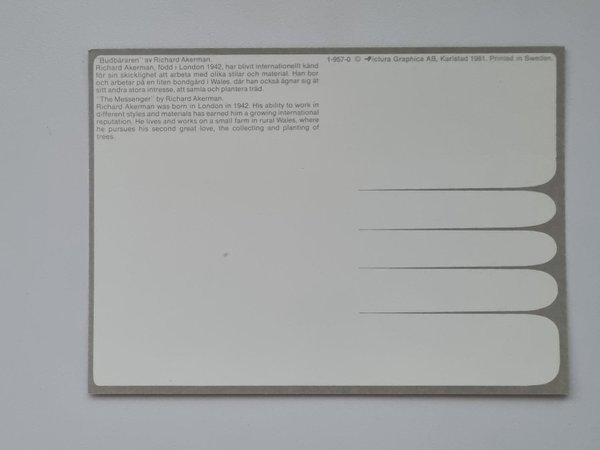 "Budbäraren" av Richard Akerman.
Richard Akerman, född i London 1942, har blivit internationellt känd
för sin skicklighet att arbeta med olika stilar och material. Han bor
och arbetar på en liten bondgård i Wales, där han också ägnar sig åt
sitt andra stora intresse, att samla och plantera träd.
"The Messenger" by Richard Akerman.
Richard Akerman was born in London in 1942. His ability to work in
different styles and materials has earned him a growing international
reputation. He lives and works on a small farm in rural Wales, where
he pursues his second great love, the collecting and planting of
trees.
1-957-0 © Pictura Graphica AB, Karlstad 1981. Printed in Sweden.